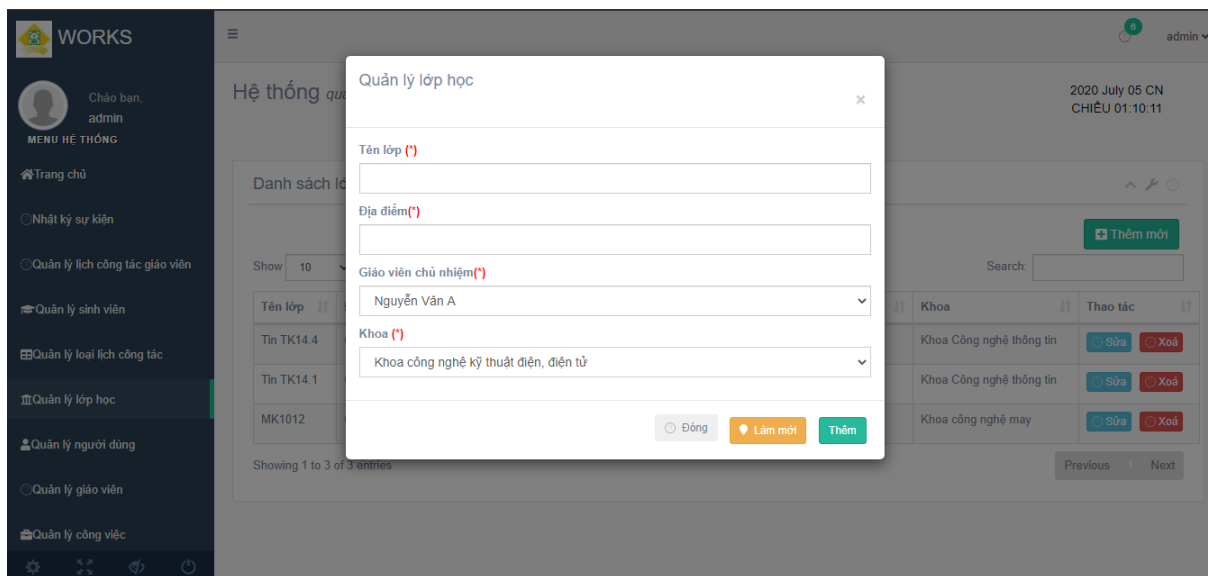 WORKS
6
admin
Chào bạn,
admin
MENU HỆ THỐNG
Trang chủ
Nhật ký sự kiện
Quản lý lịch công tác giáo viên
Quản lý sinh viên
Quản lý loại lịch công tác
Quản lý lớp học
Quản lý người dùng
Quản lý giáo viên
Quản lý công việc
Hệ thống
2020 July 05 CN
CHIỀU 01:10:11
Quản lý lớp học
×
Tên lớp (*)
Địa điểm(*)
Giáo viên chủ nhiệm(*)
Nguyễn Văn A
Khoa (*)
Khoa công nghệ kỹ thuật điện, điện tử
Đóng
Làm mới
Thêm
Danh sách
Thêm mới
Show 10
Search:
Tên lớp Khoa Thao tác
Tin TK14.4 Khoa Công nghệ thông tin Sửa Xoá
Tin TK14.1 Khoa Công nghệ thông tin Sửa Xoá
MK1012 Khoa công nghệ may Sửa Xoá
Showing 1 to 3 of 3 entries
Previous 1 Next